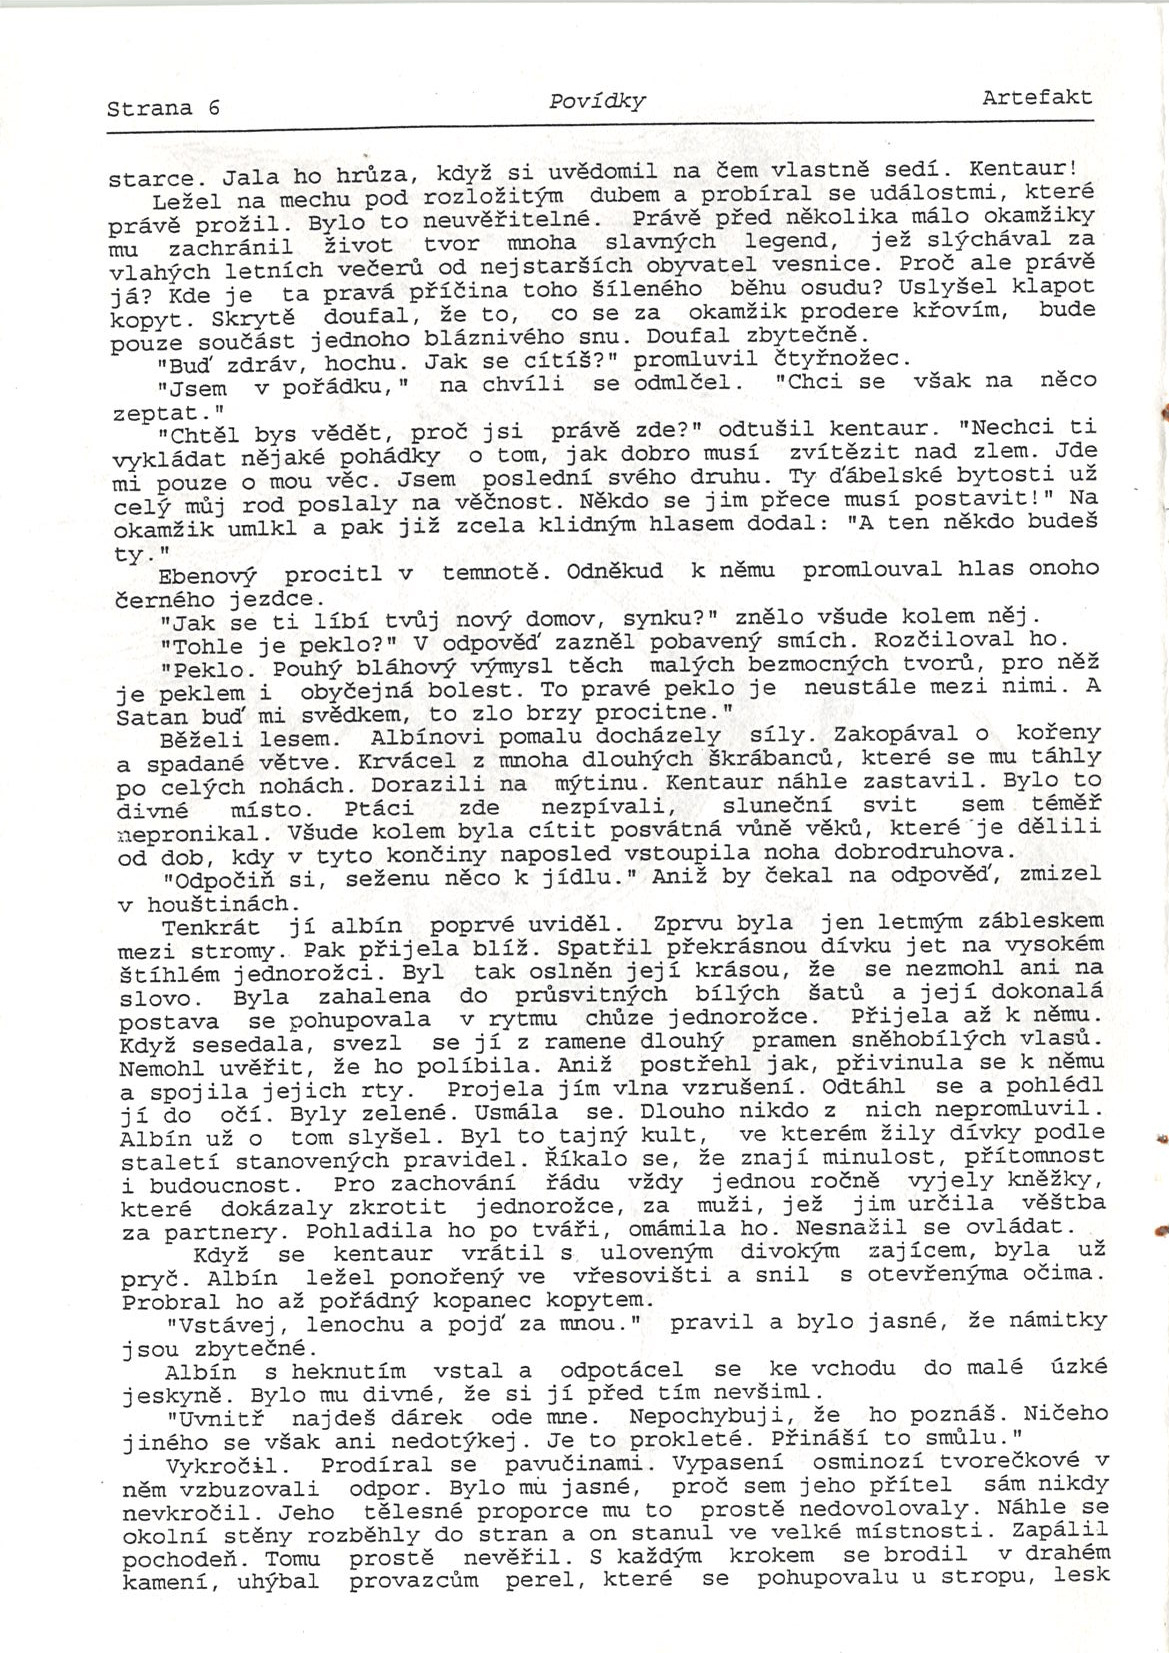 Strana 6 Povídky Artefakt
starce. Jala ho hrůza, když si uvědomil na čem vlastně sedí. Kentaur!
Ležel na mechu pod rozložitým dubem a probíral se událostmi, které
právě prožil. Bylo to neuvěřitelné. Právě před několika málo okamžiky
mu zachránil život tvor mnoha slavných legend, jež slýchával za
vlahých letních večerů od nejstarších obyvatel vesnice. Proč ale právě
já? Kde je ta pravá příčina toho šíleného běhu osudu? Uslyšel klapot
kopyt. Skrytě doufal, že to, co se za okamžik prodere křovím, bude
pouze součást jednoho bláznivého snu. Doufal zbytečně.
"Buď zdráv, hochu. Jak se cítíš?" promluvil čtyřnožec.
"Jsem v pořádku," na chvíli se odmlčel. "Chci se však na něco
zeptat."
"Chtěl bys vědět, proč jsi právě zde?" odtušil kentaur. "Nechci ti
vykládat nějaké pohádky o tom, jak dobro musí zvítězit nad zlem. Jde
mi pouze o mou věc. Jsem poslední svého druhu. Ty ďábelské bytosti už
celý můj rod poslaly na věčnost. Někdo se jim přece musí postavit!" Na
okamžik umlkl a pak již zcela klidným hlasem dodal: "A ten někdo budeš
ty."
Ebenový procitl v temnotě. Odněkud k němu promlouval hlas onoho
černého jezdce.
"Jak se ti líbí tvůj nový domov, synku?" znělo všude kolem něj.
"Tohle je peklo?" V odpověď zazněl pobavený smích. Rozčiloval ho.
"Peklo. Pouhý bláhový výmysl těch malých bezmocných tvorů, pro něž
je peklem i obyčejná bolest. To pravé peklo je neustále mezi nimi. A
Satan buď mi svědkem, to zlo brzy procitne."
Běželi lesem. Albínovi pomalu docházely síly. Zakopával o kořeny
a spadané větve. Krvácel z mnoha dlouhých škrábanců, které se mu táhly
po celých nohách. Dorazili na mýtinu. Kentaur náhle zastavil. Bylo to
divné místo. Ptáci zde nezpívali, sluneční svit sem téměř
nepronikal. Všude kolem byla cítit posvátná vůně věků, které je dělili
od dob, kdy v tyto končiny naposled vstoupila noha dobrodruhova.
"Odpočiň si, seženu něco k jídlu." Aniž by čekal na odpověď, zmizel
v houštinách.
Tenkrát jí albín poprvé uviděl. Zprvu byla jen letmým zábleskem
mezi stromy. Pak přijela blíž. Spatřil překrásnou dívku jet na vysokém
štíhlém jednorožci. Byl tak oslněn její krásou, že se nezmohl ani na
slovo. Byla zahalena do průsvitných bílých šatů a její dokonalá
postava se pohupovala v rytmu chůze jednorožce. Přijela až k němu.
Když sesedala, svezl se jí z ramene dlouhý pramen sněhobílých vlasů.
Nemohl uvěřit, že ho políbila. Aniž postřehl jak, přivinula se k němu
a spojila jejich rty. Projela jím vlna vzrušení. Odtáhl se a pohlédl
jí do očí. Byly zelené. Usmála se. Dlouho nikdo z nich nepromluvil.
Albín už o tom slyšel. Byl to tajný kult, ve kterém žily dívky podle
staletí stanovených pravidel. Říkalo se, že znají minulost, přítomnost
i budoucnost. Pro zachování řádu vždy jednou ročně vyjely kněžky,
které dokázaly zkrotit jednorožce, za muži, jež jim určila věštba
za partnery. Pohladila ho po tváři, omámila ho. Nesnažil se ovládat.
Když se kentaur vrátil s uloveným divokým zajícem, byla už
pryč. Albín ležel ponořený ve vřesovišti a snil s otevřenýma očima.
Probral ho až pořádný kopanec kopytem.
"Vstávej, lenochu a pojď za mnou." pravil a bylo jasné, že námitky
jsou zbytečné.
Albín s heknutím vstal a odpotácel se ke vchodu do malé úzké
jeskyně. Bylo mu divné, že si jí před tím nevšiml.
"Uvnitř najdeš dárek ode mne. Nepochybuji, že ho poznáš. Ničeho
jiného se však ani nedotýkej. Je to prokleté. Přináší to smůlu."
Vykročil. Prodíral se pavučinami. Vypasení osminozí tvorečkové v
něm vzbuzovali odpor. Bylo mu jasné, proč sem jeho přítel sám nikdy
nevkročil. Jeho tělesné proporce mu to prostě nedovolovaly. Náhle se
okolní stěny rozběhly do stran a on stanul ve velké místnosti. Zapálil
pochodeň. Tomu prostě nevěřil. S každým krokem se brodil v drahém
kamení, uhýbal provazcům perel, které se pohupovalu u stropu, lesk